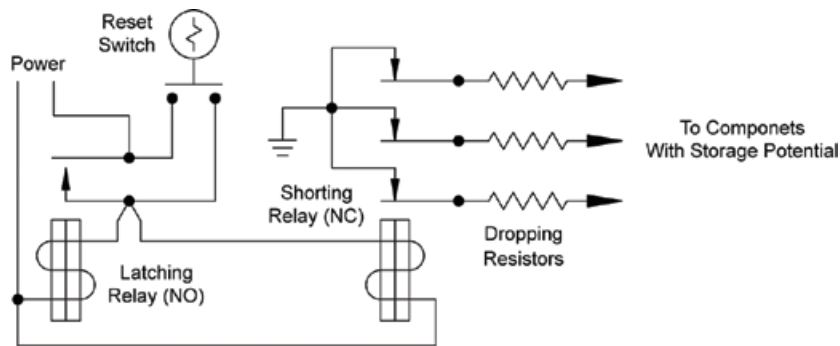 Reset
Switch
Power
To Componets
With Storage Potential
Shorting
Relay (NC)
Dropping
Resistors
Latching
Relay (NO)